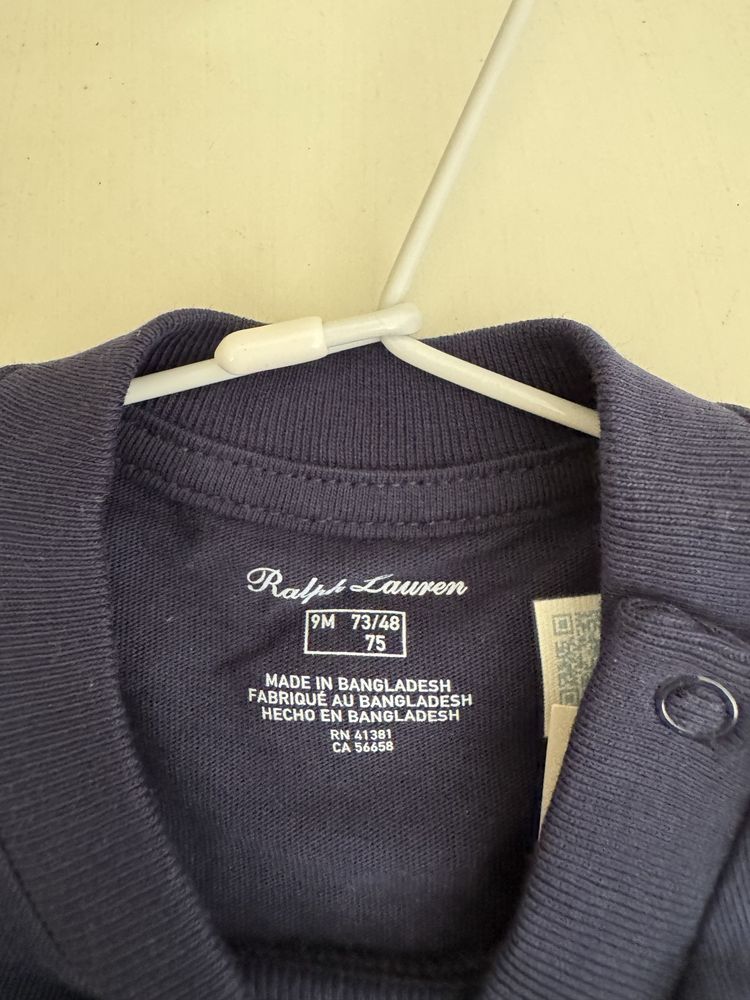 Ralph Lauren
9M 73/48
75
MADE IN BANGLADESH
FABRIQUÉ AU BANGLADESH
HECHO EN BANGLADESH
RN 41381
CA 56658